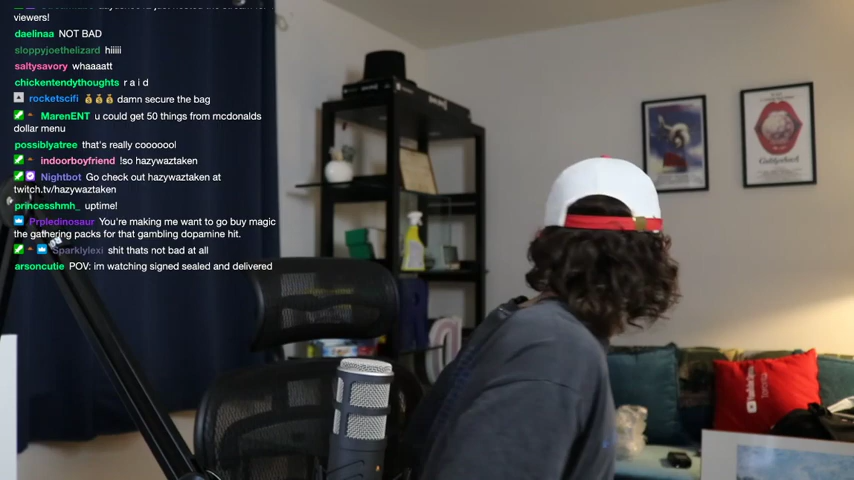 viewers!
daelinaa NOT BAD
sloppyjoethelizard hiiiii
saltysavory whaaaatt
chickentendythoughts r a i d
rocketscifi 💰💰💰 damn secure the bag
MarenENT u could get 50 things from mcdonalds
dollar menu
possiblyatree that's really cooooool
indoorboyfriend !so hazywaztaken
Nightbot Go check out hazywaztaken at
twitch.tv/hazywaztaken
princesshmh_ uptime!
Prpledinosaur You're making me want to go buy magic
the gathering packs for that gambling dopamine hit.
Sparklylexi shit thats not bad at all
arsoncutie POV: im watching signed sealed and delivered